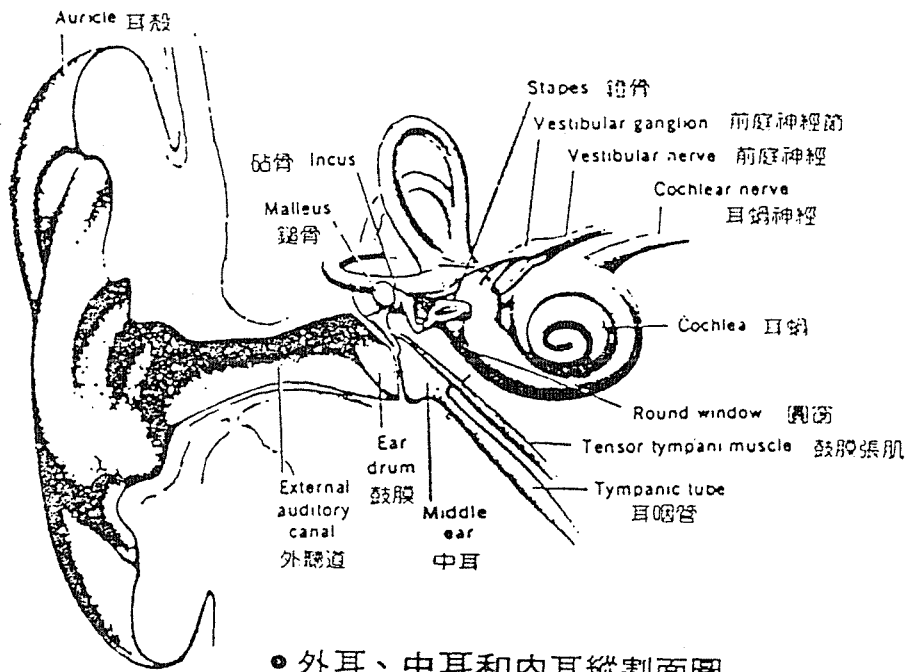 Auricle 耳殼
Stapes 鐙骨
Vestibular ganglion 前庭神經節
砧骨 Incus
Vestibular nerve 前庭神經
Malleus
鎚骨
Cochlear nerve
耳蝸神經
Cochlea 耳蝸
Round window 圓窗
Tensor tympani muscle 鼓膜張肌
Ear
drum
鼓膜
External
auditory
canal
外聽道
Middle
ear
中耳
Tympanic tube
耳咽管
外耳、中耳和內耳縱割面圖